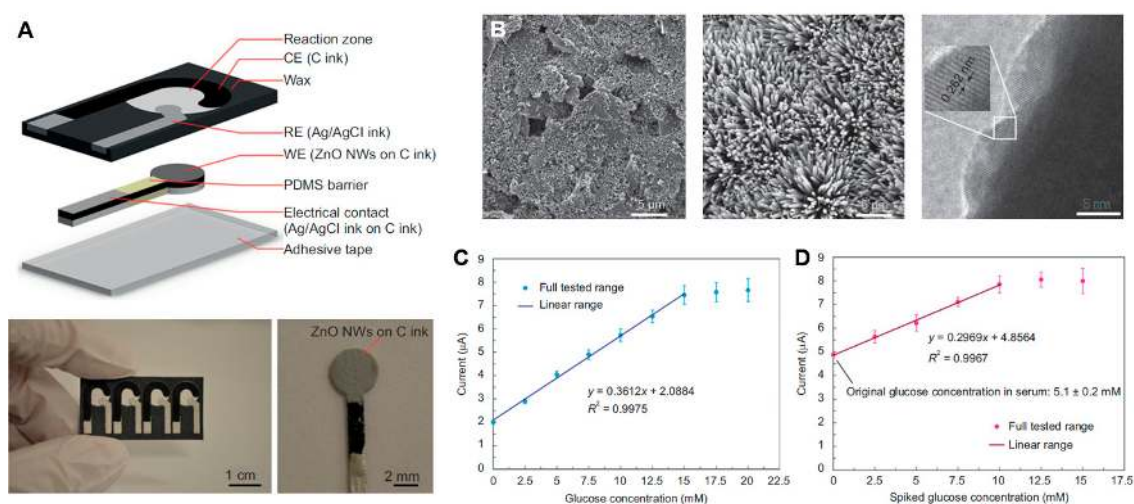 A
Reaction zone
CE (C ink)
Wax
RE (Ag/AgCl ink)
WE (ZnO NWs on C ink)
PDMS barrier
Electrical contact
(Ag/AgCl ink on C ink)
Adhesive tape
1 cm
ZnO NWs on C ink
2 mm
B
5 μm
0.282 nm
5 nm
C
Current (μA)
9
8
7
6
5
4
3
2
1
0
Full tested range
Linear range
y = 0.3612x + 2.0884
R² = 0.9975
0 2.5 5 7.5 10 12.5 15 17.5 20 22.5
Glucose concentration (mM)
D
Current (μA)
9
8
7
6
5
4
3
2
1
0
y = 0.2969x + 4.8564
R² = 0.9967
Original glucose concentration in serum: 5.1 ± 0.2 mM
Full tested range
Linear range
0 2.5 5 7.5 10 12.5 15 17.5
Spiked glucose concentration (mM)